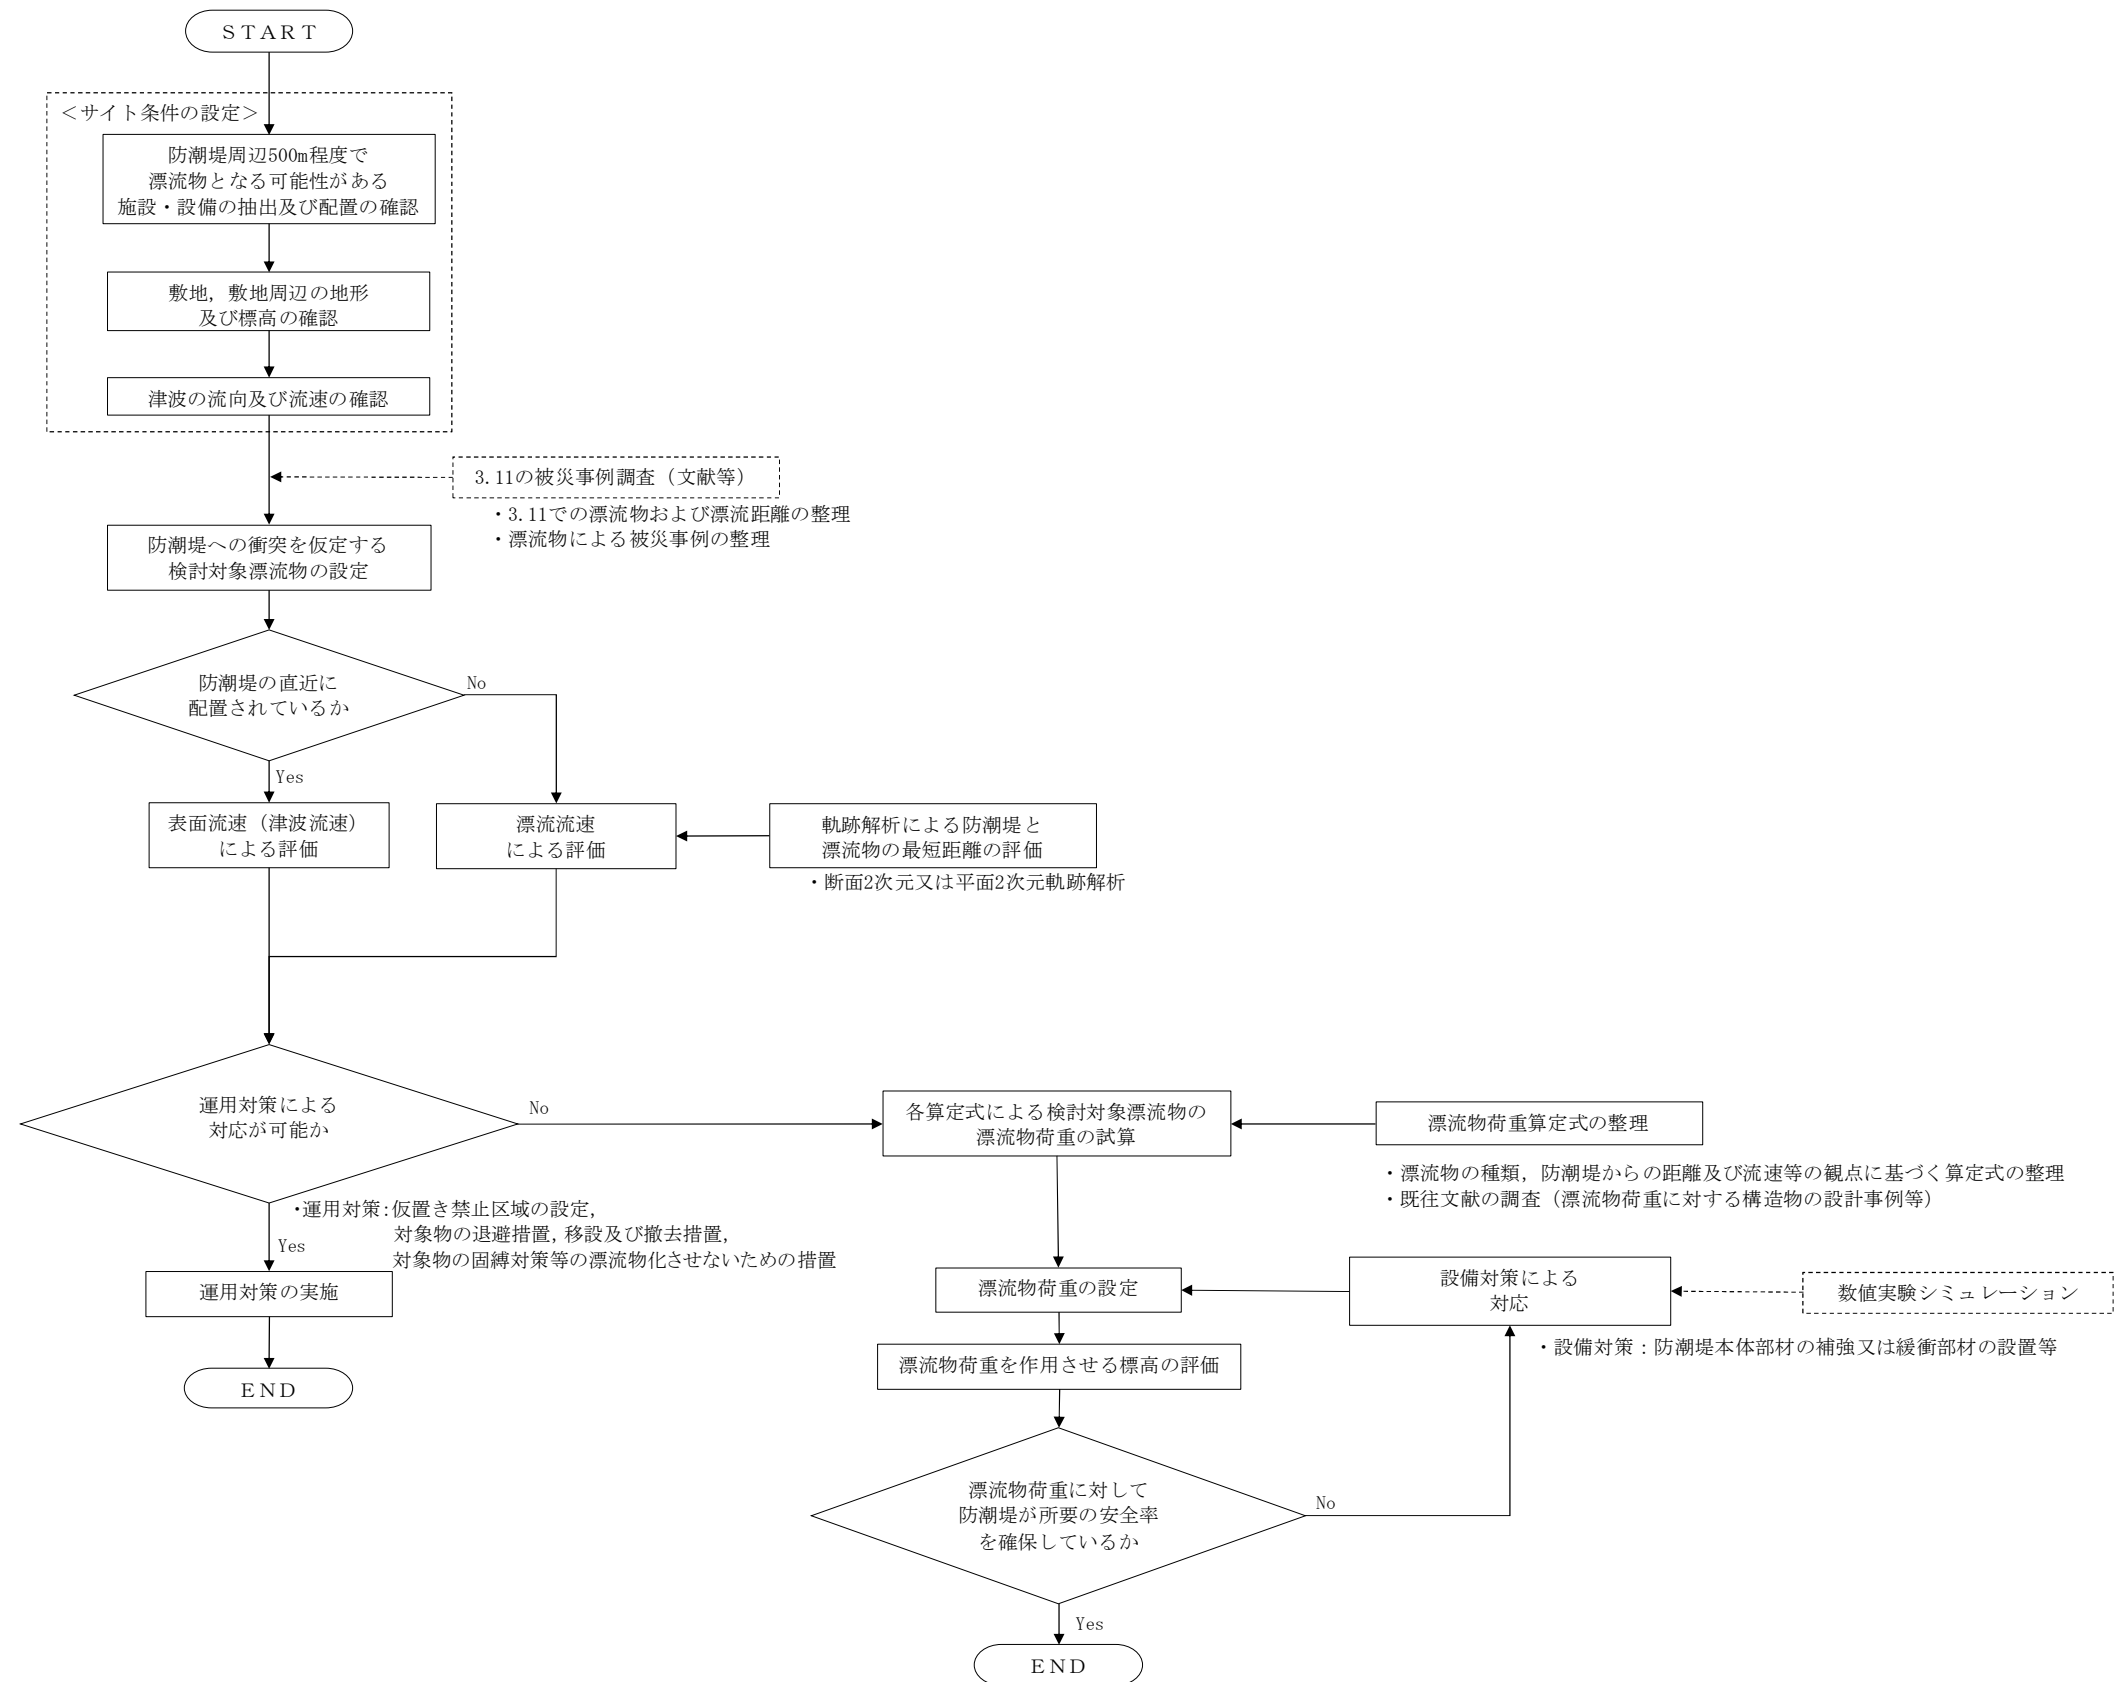 ＳＴＡＲＴ
＜サイト条件の設定＞
防潮堤周辺500m程度で
漂流物となる可能性がある
施設・設備の抽出及び配置の確認
敷地，敷地周辺の地形
及び標高の確認
津波の流向及び流速の確認
3.11の被災事例調査（文献等）
・3.11での漂流物および漂流距離の整理
・漂流物による被災事例の整理
防潮堤への衝突を仮定する
検討対象漂流物の設定
防潮堤の直近に
配置されているか
No
Yes
表面流速（津波流速）
による評価
漂流流速
による評価
軌跡解析による防潮堤と
漂流物の最短距離の評価
・断面2次元又は平面2次元軌跡解析
運用対策による
対応が可能か
No
Yes
・運用対策：仮置き禁止区域の設定，
対象物の退避措置，移設及び撤去措置，
対象物の固縛対策等の漂流物化させないための措置
運用対策の実施
ＥＮＤ
各算定式による検討対象漂流物の
漂流物荷重の試算
漂流物荷重算定式の整理
・漂流物の種類，防潮堤からの距離及び流速等の観点に基づく算定式の整理
・既往文献の調査（漂流物荷重に対する構造物の設計事例等）
漂流物荷重の設定
設備対策による
対応
数値実験シミュレーション
・設備対策：防潮堤本体部材の補強又は緩衝部材の設置等
漂流物荷重を作用させる標高の評価
漂流物荷重に対して
防潮堤が所要の安全率
を確保しているか
No
Yes
ＥＮＤ